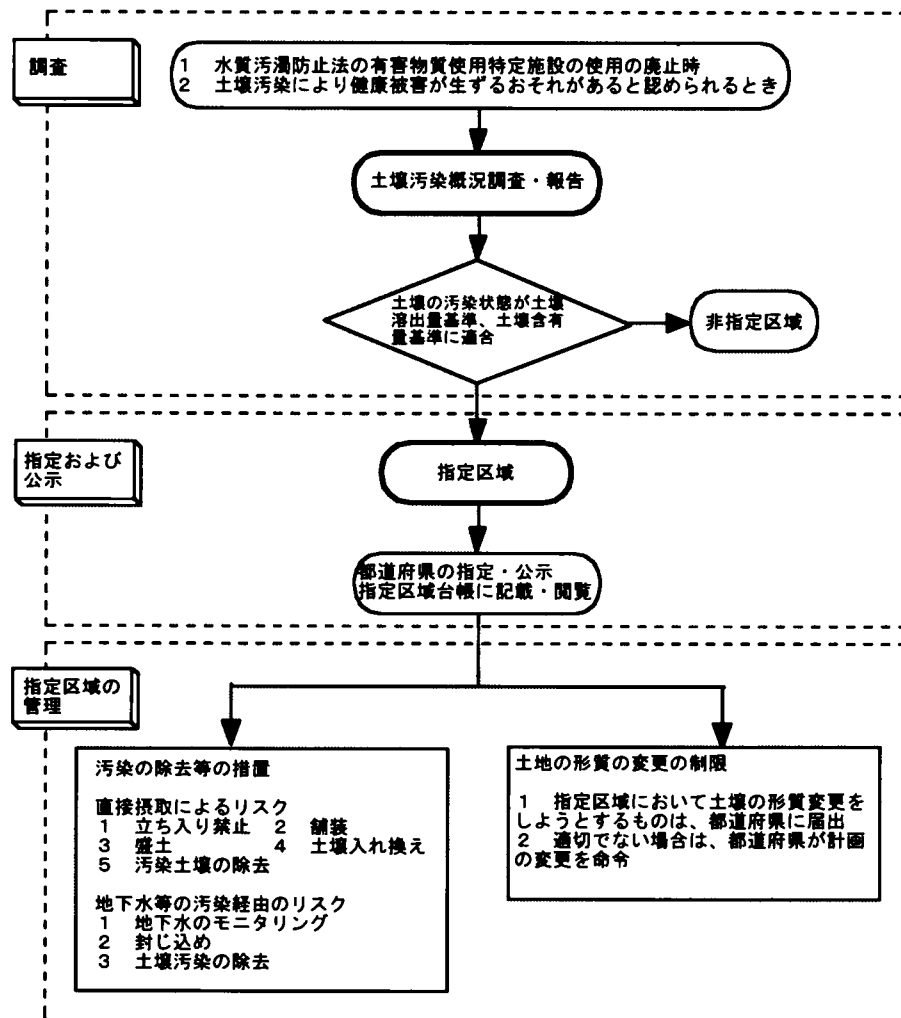 調査
1 水質汚濁防止法の有害物質使用特定施設の使用の廃止時
2 土壌汚染により健康被害が生ずるおそれがあると認められるとき
土壌汚染概況調査・報告
土壌の汚染状態が土壌
溶出量基準、土壌含有
量基準に適合
非指定区域
指定および
公示
指定区域
都道府県の指定・公示
指定区域台帳に記載・閲覧
指定区域の
管理
汚染の除去等の措置
直接摂取によるリスク
1 立ち入り禁止 2 舗装
3 盛土 4 土壌入れ換え
5 汚染土壌の除去
地下水等の汚染経由のリスク
1 地下水のモニタリング
2 封じ込め
3 土壌汚染の除去
土地の形質の変更の制限
1 指定区域において土壌の形質変更を
しようとするものは、都道府県に届出
2 適切でない場合は、都道府県が計画
の変更を命令